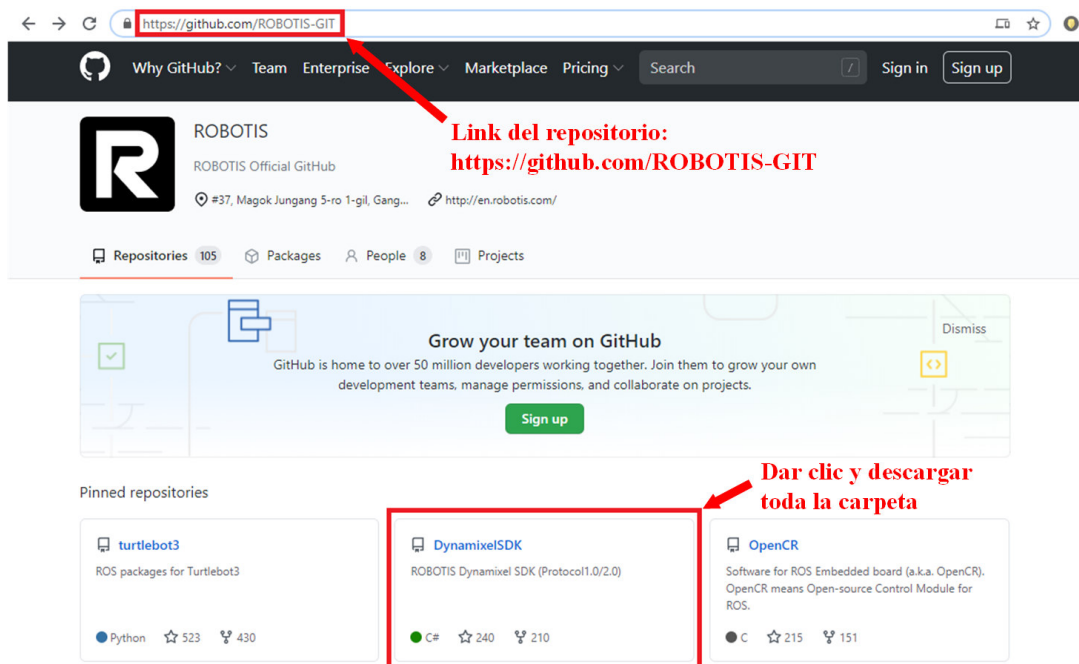 https://github.com/ROBOTIS-GIT
Why GitHub? Team Enterprise Explore Marketplace Pricing Search / Sign in Sign up
ROBOTIS
ROBOTIS Official GitHub
#37, Magok Jungang 5-ro 1-gil, Gang... http://en.robotis.com/
Link del repositorio:
https://github.com/ROBOTIS-GIT
Repositories 105 Packages People 8 Projects
Grow your team on GitHub
Dismiss
GitHub is home to over 50 million developers working together. Join them to grow your own
development teams, manage permissions, and collaborate on projects.
Sign up
Dar clic y descargar
toda la carpeta
Pinned repositories
turtlebot3
ROS packages for Turtlebot3
Python 523 430
DynamixelSDK
ROBOTIS Dynamixel SDK (Protocol1.0/2.0)
C# 240 210
OpenCR
Software for ROS Embedded board (a.k.a. OpenCR).
OpenCR means Open-source Control Module for
ROS.
C 215 151